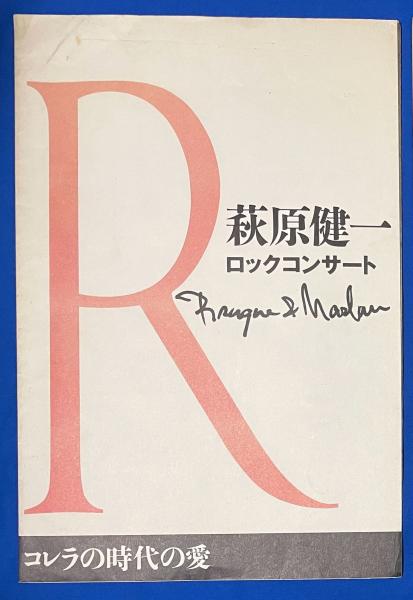 R
萩原健一
ロックコンサート
コレラの時代の愛